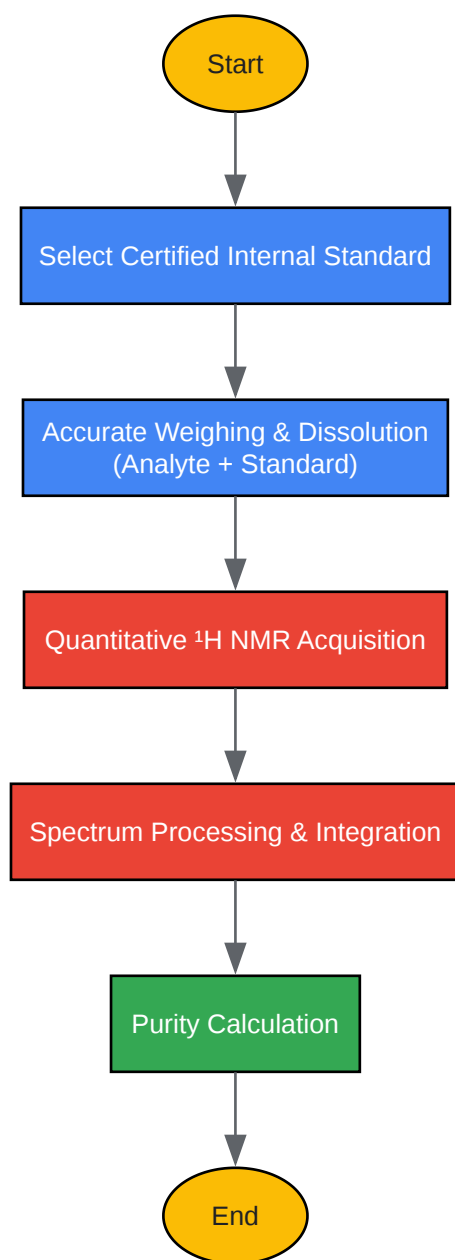 Start
Select Certified Internal Standard
Accurate Weighing & Dissolution
(Analyte + Standard)
Quantitative ¹H NMR Acquisition
Spectrum Processing & Integration
Purity Calculation
End